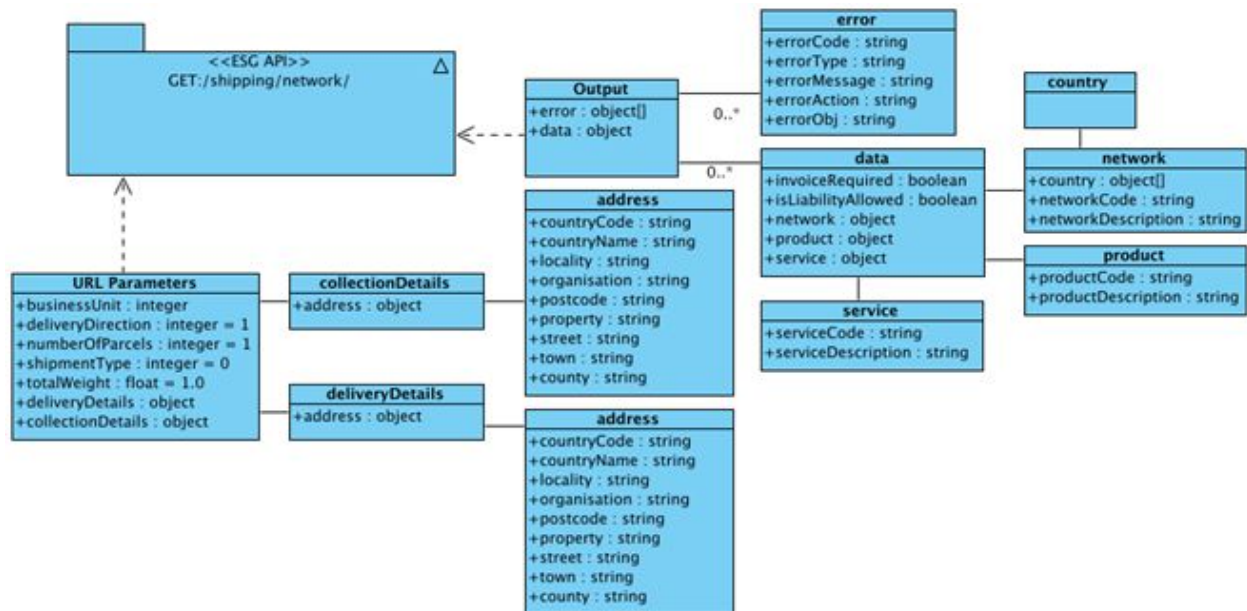 <<ESG API>>
GET:/shipping/network/
Output
+error : object[]
+data : object
0..*
0..*
error
+errorCode : string
+errorType : string
+errorMessage : string
+errorAction : string
+errorObj : string
country
data
+invoiceRequired : boolean
+isLiabilityAllowed : boolean
+network : object
+product : object
+service : object
network
+country : object[]
+networkCode : string
+networkDescription : string
product
+productCode : string
+productDescription : string
service
+serviceCode : string
+serviceDescription : string
URL Parameters
+businessUnit : integer
+deliveryDirection : integer = 1
+numberOfParcels : integer = 1
+shipmentType : integer = 0
+totalWeight : float = 1.0
+deliveryDetails : object
+collectionDetails : object
collectionDetails
+address : object
address
+countryCode : string
+countryName : string
+locality : string
+organisation : string
+postcode : string
+property : string
+street : string
+town : string
+county : string
deliveryDetails
+address : object
address
+countryCode : string
+countryName : string
+locality : string
+organisation : string
+postcode : string
+property : string
+street : string
+town : string
+county : string